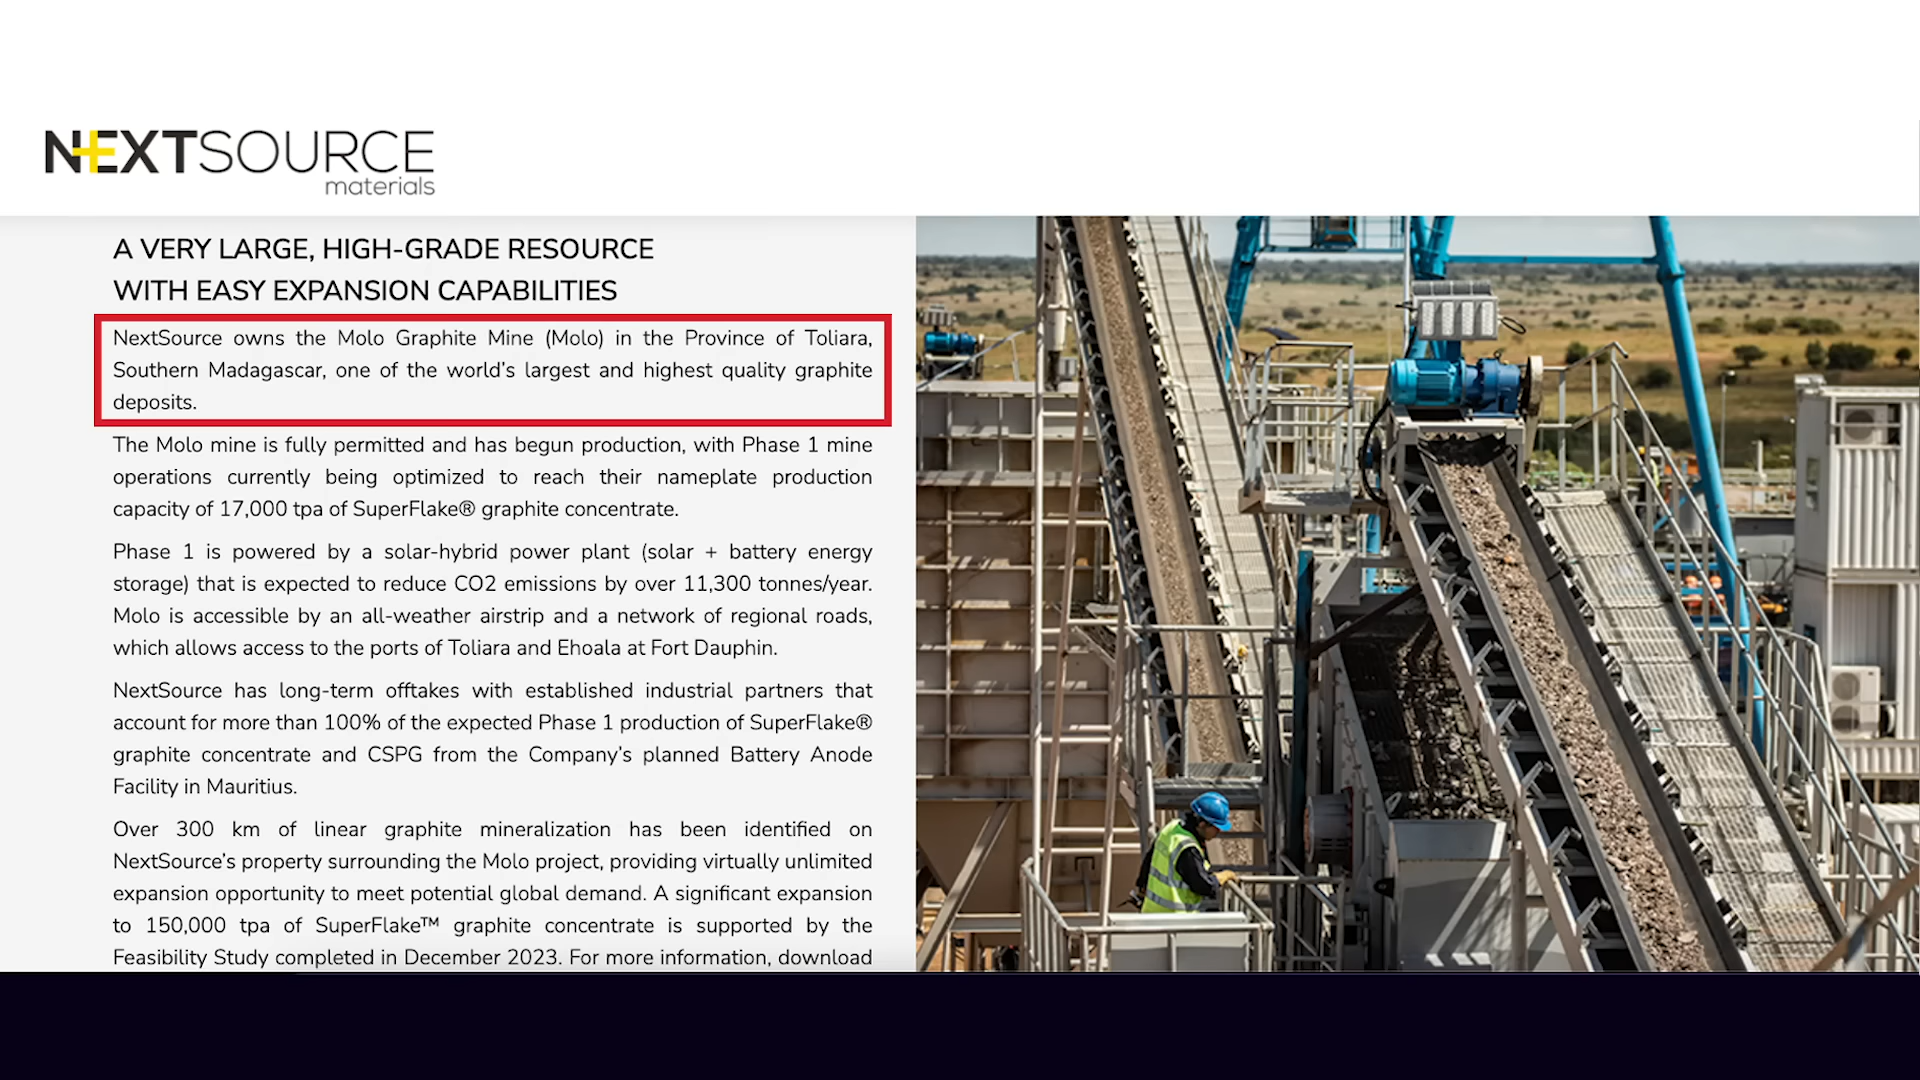 NEXTSOURCE
materials
A VERY LARGE, HIGH-GRADE RESOURCE
WITH EASY EXPANSION CAPABILITIES
NextSource owns the Molo Graphite Mine (Molo) in the Province of Toliara,
Southern Madagascar, one of the world's largest and highest quality graphite
deposits.
The Molo mine is fully permitted and has begun production, with Phase 1 mine
operations currently being optimized to reach their nameplate production
capacity of 17,000 tpa of SuperFlake® graphite concentrate.
Phase 1 is powered by a solar-hybrid power plant (solar + battery energy
storage) that is expected to reduce CO2 emissions by over 11,300 tonnes/year.
Molo is accessible by an all-weather airstrip and a network of regional roads,
which allows access to the ports of Toliara and Ehoala at Fort Dauphin.
NextSource has long-term offtakes with established industrial partners that
account for more than 100% of the expected Phase 1 production of SuperFlake®
graphite concentrate and CSPG from the Company's planned Battery Anode
Facility in Mauritius.
Over 300 km of linear graphite mineralization has been identified on
NextSource's property surrounding the Molo project, providing virtually unlimited
expansion opportunity to meet potential global demand. A significant expansion
to 150,000 tpa of SuperFlake™ graphite concentrate is supported by the
Feasibility Study completed in December 2023. For more information, download